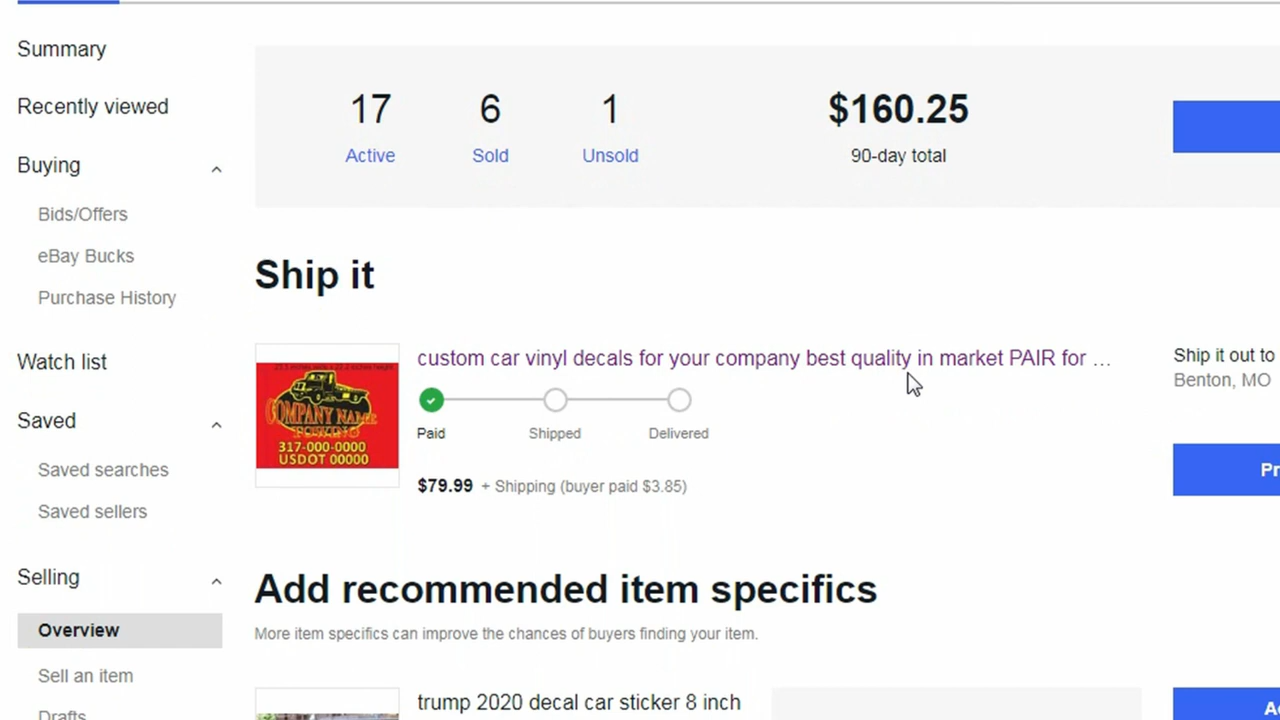 Summary
Recently viewed
Buying
Bids/Offers
eBay Bucks
Purchase History
Watch list
Saved
Saved searches
Saved sellers
Selling
Overview
Sell an item
Drafts
17 6 1 $160.25
Active Sold Unsold 90-day total
Ship it
custom car vinyl decals for your company best quality in market PAIR for ...
Paid Shipped Delivered
$79.99 + Shipping (buyer paid $3.85)
COMPANY NAME
TOWING
317-000-0000
USDOT 00000
Ship it out to
Benton, MO
Pr
Add recommended item specifics
More item specifics can improve the chances of buyers finding your item.
trump 2020 decal car sticker 8 inch